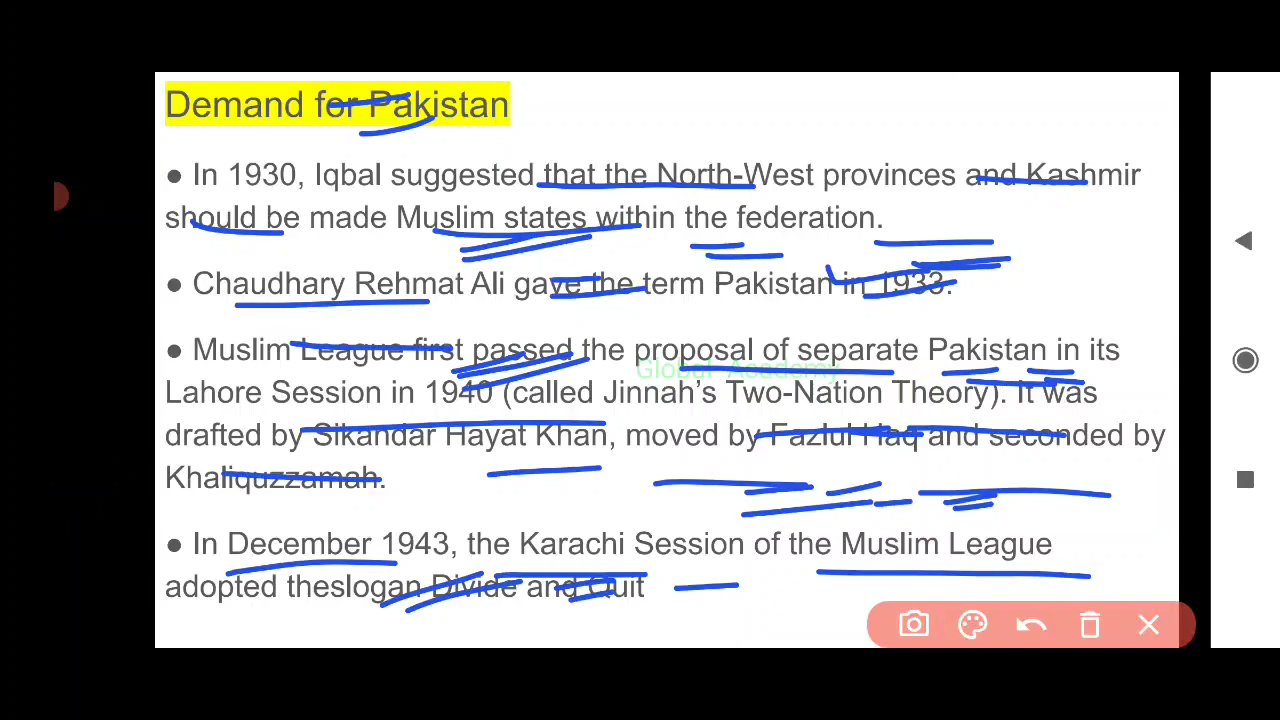 Demand for Pakistan
● In 1930, Iqbal suggested that the North-West provinces and Kashmir
should be made Muslim states within the federation.
● Chaudhary Rehmat Ali gave the term Pakistan in 1933.
● Muslim League first passed the proposal of separate Pakistan in its
Global Academy
Lahore Session in 1940 (called Jinnah's Two-Nation Theory). It was
drafted by Sikandar Hayat Khan, moved by Fazlul Haq and seconded by
Khaliquzzamah.
● In December 1943, the Karachi Session of the Muslim League
adopted theslogan Divide and Quit